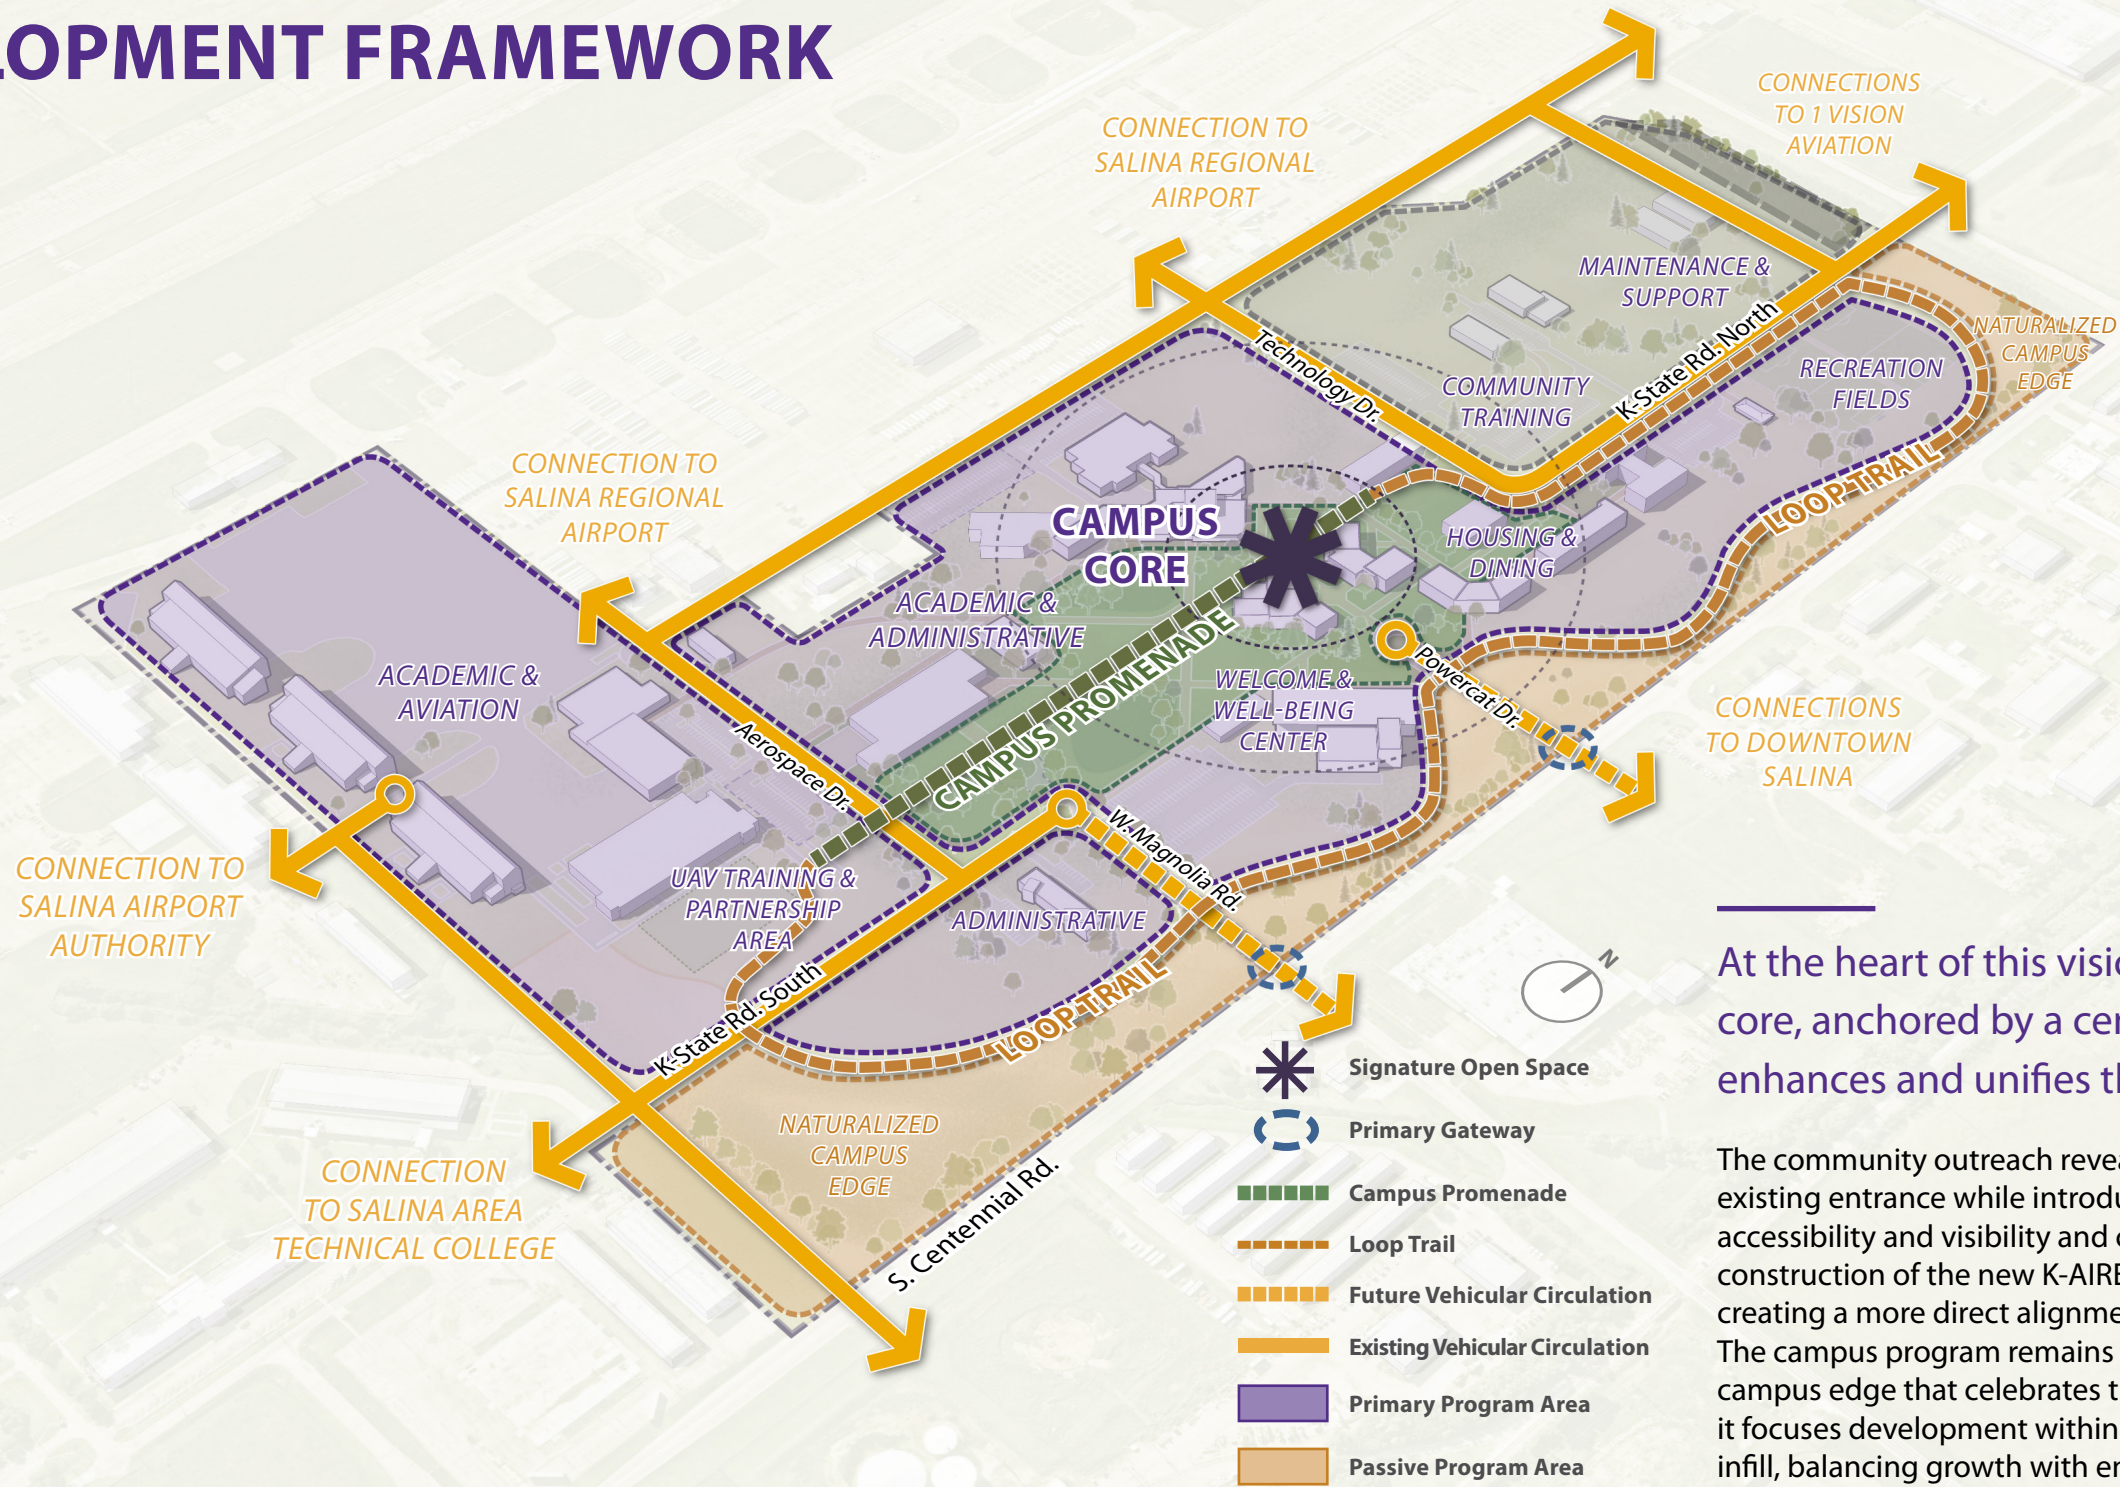 OPMENT FRAMEWORK
CONNECTION TO
SALINA REGIONAL
AIRPORT
CONNECTIONS
TO 1 VISION
AVIATION
MAINTENANCE &
SUPPORT
NATURALIZED
CAMPUS
EDGE
RECREATION
FIELDS
K-State Rd. North
Technology Dr.
COMMUNITY
TRAINING
LOOP TRAIL
CONNECTION TO
SALINA REGIONAL
AIRPORT
CAMPUS
CORE
HOUSING &
DINING
ACADEMIC &
ADMINISTRATIVE
CAMPUS PROMENADE
ACADEMIC &
AVIATION
WELCOME &
WELL-BEING
CENTER
Powercat Dr.
CONNECTIONS
TO DOWNTOWN
SALINA
Aerospace Dr.
W. Magnolia Rd.
CONNECTION TO
SALINA AIRPORT
AUTHORITY
UAV TRAINING &
PARTNERSHIP
AREA
ADMINISTRATIVE
K-State Rd. South
LOOP TRAIL
NATURALIZED
CAMPUS
EDGE
CONNECTION
TO SALINA AREA
TECHNICAL COLLEGE
S. Centennial Rd.
N
Signature Open Space
Primary Gateway
Campus Promenade
Loop Trail
Future Vehicular Circulation
Existing Vehicular Circulation
Primary Program Area
Passive Program Area
At the heart of this
core, anchored by a
enhances and unifies
The community outreach
existing entrance while
accessibility and visibility and
construction of the new
creating a more direct
The campus program remains
campus edge that celebrates
it focuses development within
infill, balancing growth with